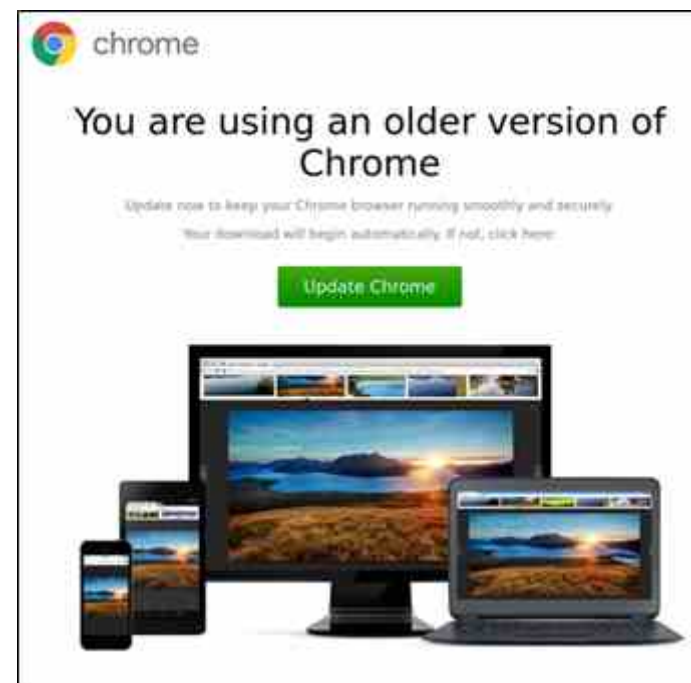 chrome
You are using an older version of
Chrome
Update now to keep your Chrome browser running smoothly and securely
Your download will begin automatically. If not, click here:
Update Chrome